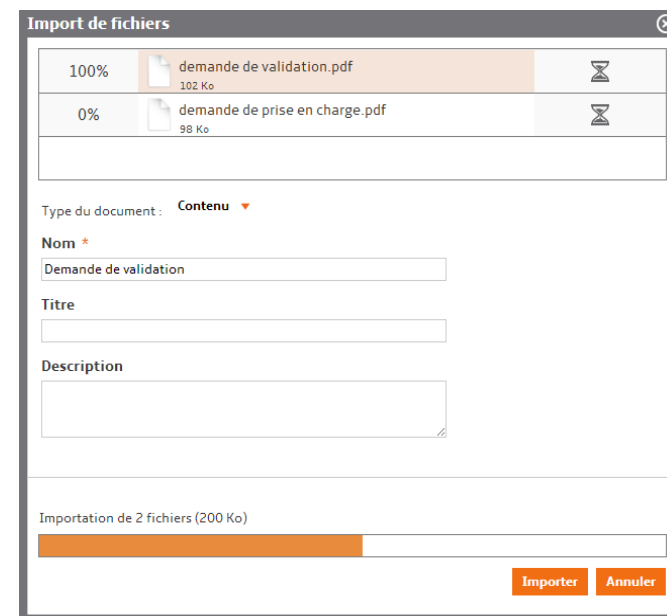 Import de fichiers
100% demande de validation.pdf
102 Ko
0% demande de prise en charge.pdf
98 Ko
Type du document : Contenu
Nom *
Demande de validation
Titre
Description
Importation de 2 fichiers (200 Ko)
Importer Annuler